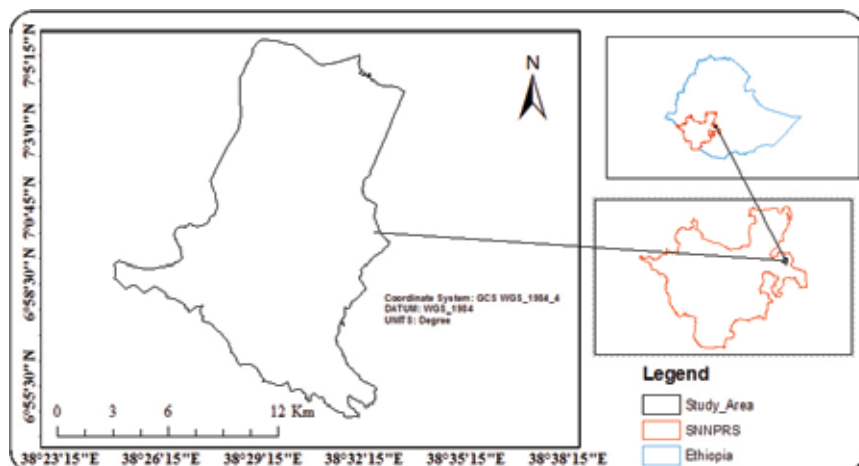 N
7°5'15"N
7°3'0"N
7°0'45"N
6°58'30"N
6°55'30"N
Coordinate System: GCS WGS_1984_4
DATUM: WGS_1984
UNITS: Degree
0 3 6 12 Km
38°23'15"E 38°26'15"E 38°29'15"E 38°32'15"E 38°35'15"E 38°38'15"E
Legend
Study_Area
SNNPRS
Ethiopia